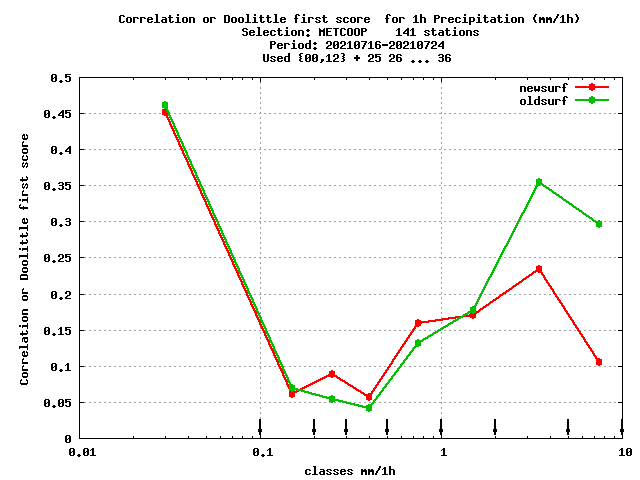 Correlation or Doolittle first score  for 1h Precipitation (mm/1h)
Selection: METCOOP    141 stations
Period: 20210716-20210724
Used {00,12} + 25 26 ... 36
newsurf
oldsurf
Correlation or Doolittle first score
0.5
0.45
0.4
0.35
0.3
0.25
0.2
0.15
0.1
0.05
0
0.01
0.1
1
10
classes mm/1h